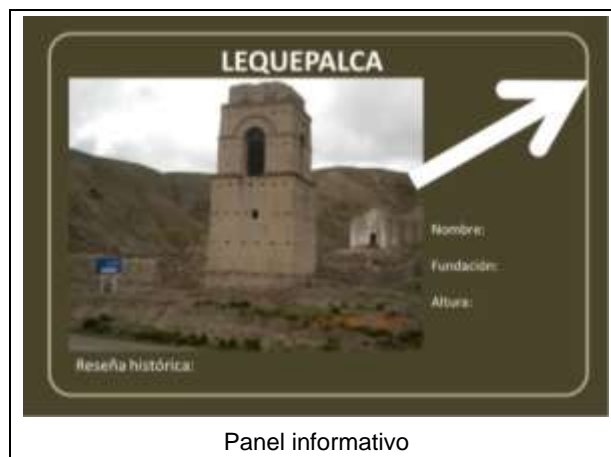 LEQUEPALCA
Nombre:
Fundación:
Altura:
Reseña histórica:
Panel informativo